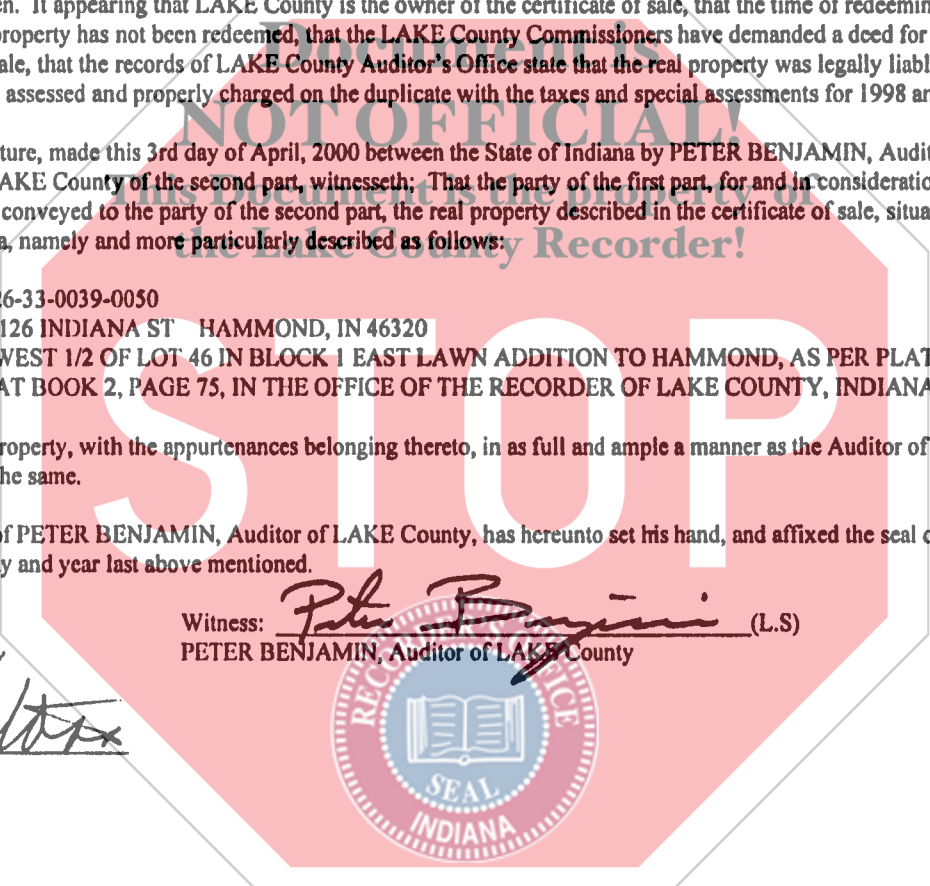 en. It appearing that LAKE County is the owner of the certificate of sale, that the time of redeemin
property has not been redeemed, that the LAKE County Commissioners have demanded a deed for
ale, that the records of LAKE County Auditor's Office state that the real property was legally liabl
assessed and properly charged on the duplicate with the taxes and special assessments for 1998 an
Document is
NOT OFFICIAL!
This Document is the property of
the Lake County Recorder!
ture, made this 3rd day of April, 2000 between the State of Indiana by PETER BENJAMIN, Audit
AKE County of the second part, witnesseth; That the party of the first part, for and in consideratio
conveyed to the party of the second part, the real property described in the certificate of sale, situa
a, namely and more particularly described as follows:
26-33-0039-0050
126 INDIANA ST HAMMOND, IN 46320
WEST 1/2 OF LOT 46 IN BLOCK 1 EAST LAWN ADDITION TO HAMMOND, AS PER PLAT
AT BOOK 2, PAGE 75, IN THE OFFICE OF THE RECORDER OF LAKE COUNTY, INDIANA
STOP
roperty, with the appurtenances belonging thereto, in as full and ample a manner as the Auditor of
he same.
of PETER BENJAMIN, Auditor of LAKE County, has hereunto set his hand, and affixed the seal o
y and year last above mentioned.
Witness: Peter Benjamin (L.S)
PETER BENJAMIN, Auditor of LAKE County
RECORDER'S OFFICE
SEAL
INDIANA